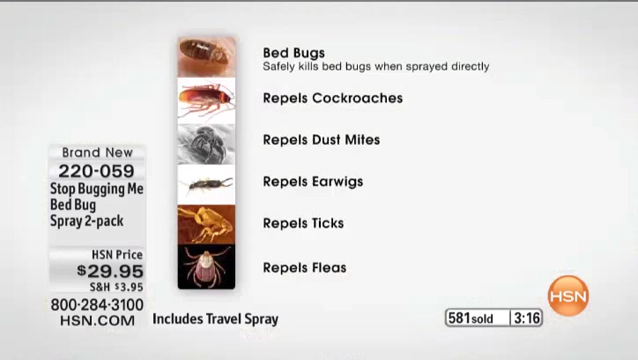 Bed Bugs
Safely kills bed bugs when sprayed directly
Repels Cockroaches
Repels Dust Mites
Repels Earwigs
Repels Ticks
Repels Fleas
Brand New
220-059
Stop Bugging Me
Bed Bug
Spray 2-pack
HSN Price
$29.95
S&H $3.95
800-284-3100
HSN.COM
Includes Travel Spray
581 sold 3:16
HSN